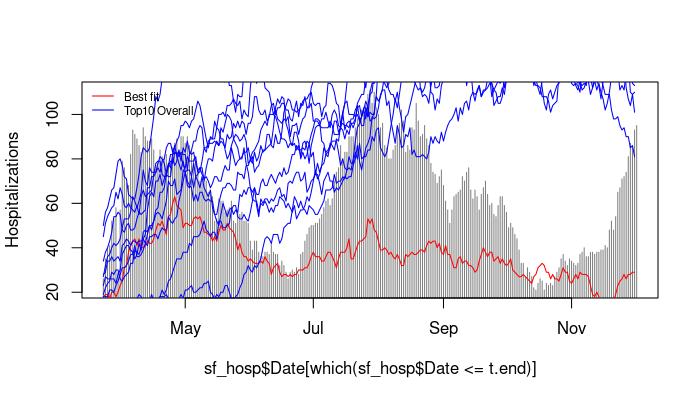 Best fit
Top10 Overall
Hospitalizations
20
40
60
80
100
May
Jul
Sep
Nov
sf_hosp$Date[which(sf_hosp$Date <= t.end)]